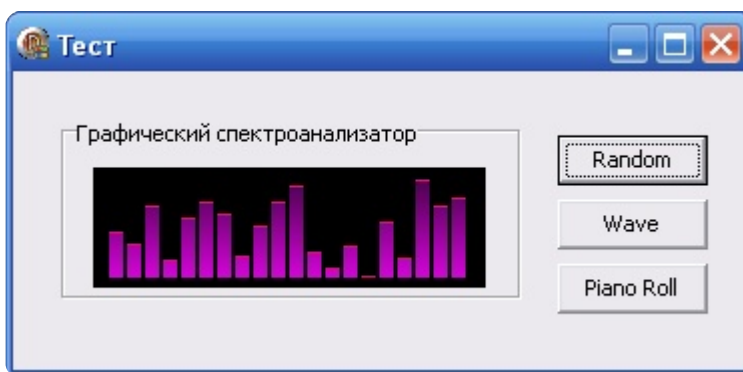 Тест
Графический спектроанализатор
Random
Wave
Piano Roll